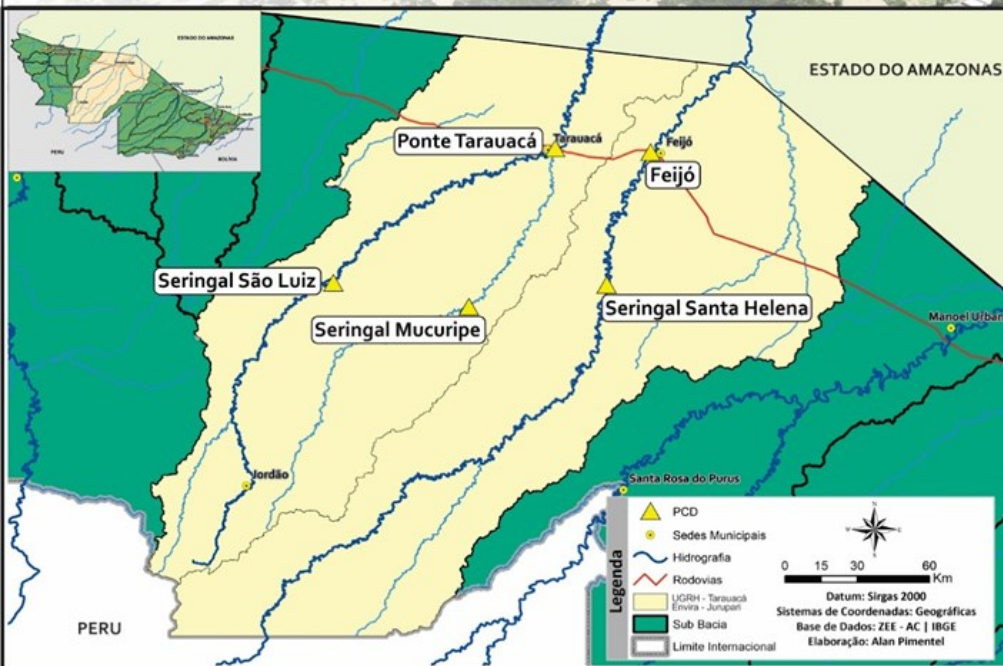 ESTADO DO AMAZONAS
PERU
BOLÍVIA
ESTADO DO AMAZONAS
Ponte Tarauacá
Tarauacá
Feijó
Feijó
Seringal São Luiz
Seringal Mucuripe
Seringal Santa Helena
Manoel Urban
Jordão
Santa Rosa do Purus
PERU
Legenda
PCD
Sedes Municipais
Hidrografia
Rodovias
UGRH - Tarauacá
Envira - Jurupari
Sub Bacia
Limite Internacional
N
0 15 30 60
Km
Datum: Sirgas 2000
Sistemas de Coordenadas: Geográficas
Base de Dados: ZEE - AC | IBGE
Elaboração: Alan Pimentel